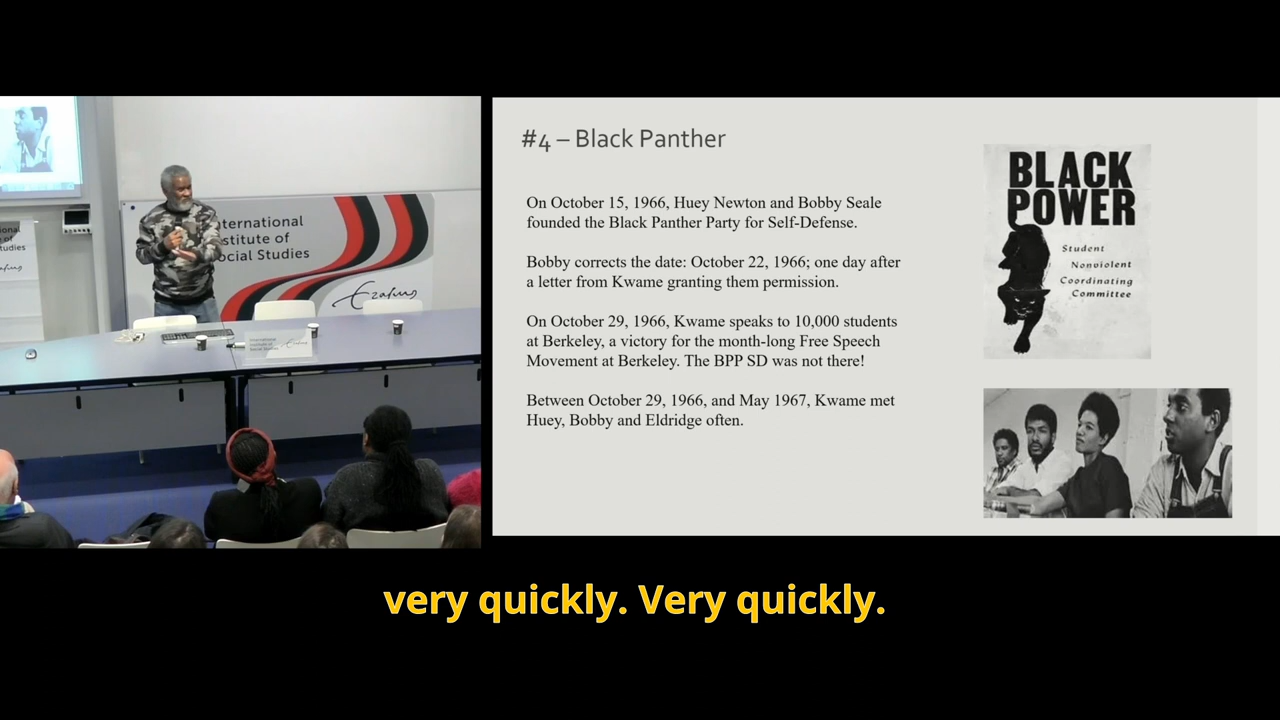 nternational
stitute of
ocial Studies
Erasmus
#4 – Black Panther
On October 15, 1966, Huey Newton and Bobby Seale
founded the Black Panther Party for Self-Defense.
Bobby corrects the date: October 22, 1966; one day after
a letter from Kwame granting them permission.
On October 29, 1966, Kwame speaks to 10,000 students
at Berkeley, a victory for the month-long Free Speech
Movement at Berkeley. The BPP SD was not there!
Between October 29, 1966, and May 1967, Kwame met
Huey, Bobby and Eldridge often.
BLACK
POWER
Student
Nonviolent
Coordinating
Committee
very quickly. Very quickly.